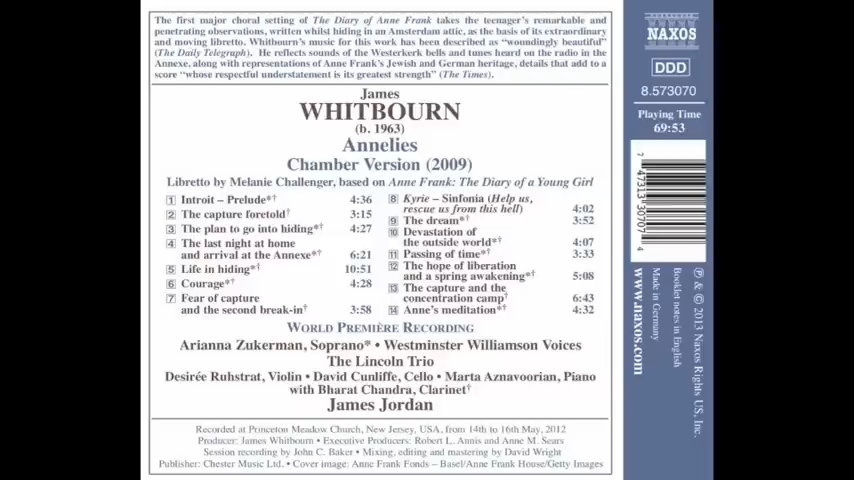 The first major choral setting of The Diary of Anne Frank takes the teenager's remarkable and
penetrating observations, written whilst hiding in an Amsterdam attic, as the basis of its extraordinary
and moving libretto. Whitbourn's music for this work has been described as "woundingly beautiful"
(The Daily Telegraph). He reflects sounds of the Westerkerk bells and tunes heard on the radio in the
Annexe, along with representations of Anne Frank's Jewish and German heritage, details that add to a
score "whose respectful understatement is its greatest strength" (The Times).
James
WHITBOURN
(b. 1963)
Annelies
Chamber Version (2009)
Libretto by Melanie Challenger, based on Anne Frank: The Diary of a Young Girl
1 Introit – Prelude*† 4:36
2 The capture foretold† 3:15
3 The plan to go into hiding*† 4:27
4 The last night at home
and arrival at the Annexe*† 6:21
5 Life in hiding*† 10:51
6 Courage*† 4:28
7 Fear of capture
and the second break-in† 3:58
8 Kyrie – Sinfonia (Help us,
rescue us from this hell) 4:02
9 The dream*† 3:52
10 Devastation of
the outside world*† 4:07
11 Passing of time*† 3:33
12 The hope of liberation
and a spring awakening*† 5:08
13 The capture and the
concentration camp† 6:43
14 Anne's meditation*† 4:32
WORLD PREMIÈRE RECORDING
Arianna Zukerman, Soprano* • Westminster Williamson Voices
The Lincoln Trio
Desirée Ruhstrat, Violin • David Cunliffe, Cello • Marta Aznavoorian, Piano
with Bharat Chandra, Clarinet†
James Jordan
Recorded at Princeton Meadow Church, New Jersey, USA, from 14th to 16th May, 2012
Producer: James Whitbourn • Executive Producers: Robert L. Annis and Anne M. Sears
Session recording by John C. Baker • Mixing, editing and mastering by David Wright
Publisher: Chester Music Ltd. • Cover image: Anne Frank Fonds – Basel/Anne Frank House/Getty Images
NAXOS
DDD
8.573070
Playing Time
69:53
7 47313 30707 4
℗ & © 2013 Naxos Rights US, Inc.
Booklet notes in English
Made in Germany
www.naxos.com